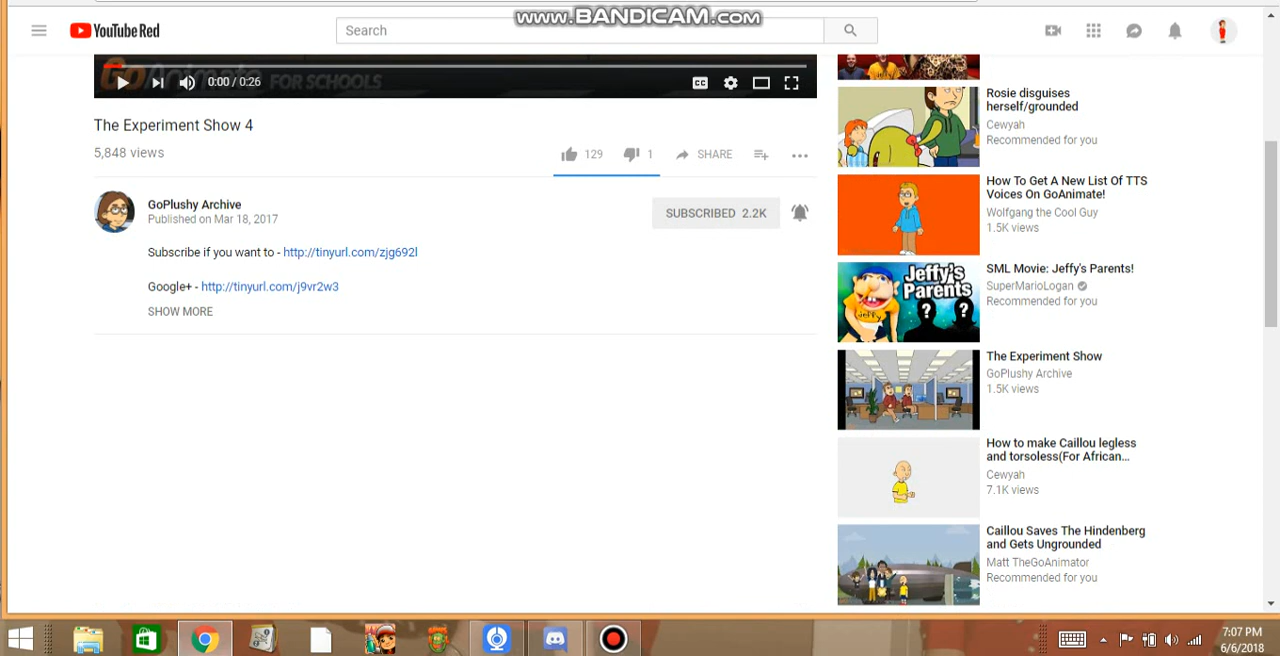 www.BANDICAM.com
YouTube Red
Search
GoAnimate FOR SCHOOLS
0:00 / 0:26
CC
The Experiment Show 4
5,848 views
129
1
SHARE
GoPlushy Archive
Published on Mar 18, 2017
SUBSCRIBED 2.2K
Subscribe if you want to - http://tinyurl.com/zjg692l
Google+ - http://tinyurl.com/j9vr2w3
SHOW MORE
Rosie disguises
herself/grounded
Cewyah
Recommended for you
How To Get A New List Of TTS
Voices On GoAnimate!
Wolfgang the Cool Guy
1.5K views
Jeffy's
Parents
? ?
Jeffy
SML Movie: Jeffy's Parents!
SuperMarioLogan
Recommended for you
The Experiment Show
GoPlushy Archive
1.5K views
How to make Caillou legless
and torsoless(For African...
Cewyah
7.1K views
Caillou Saves The Hindenberg
and Gets Ungrounded
Matt TheGoAnimator
Recommended for you
7:07 PM
6/6/2018